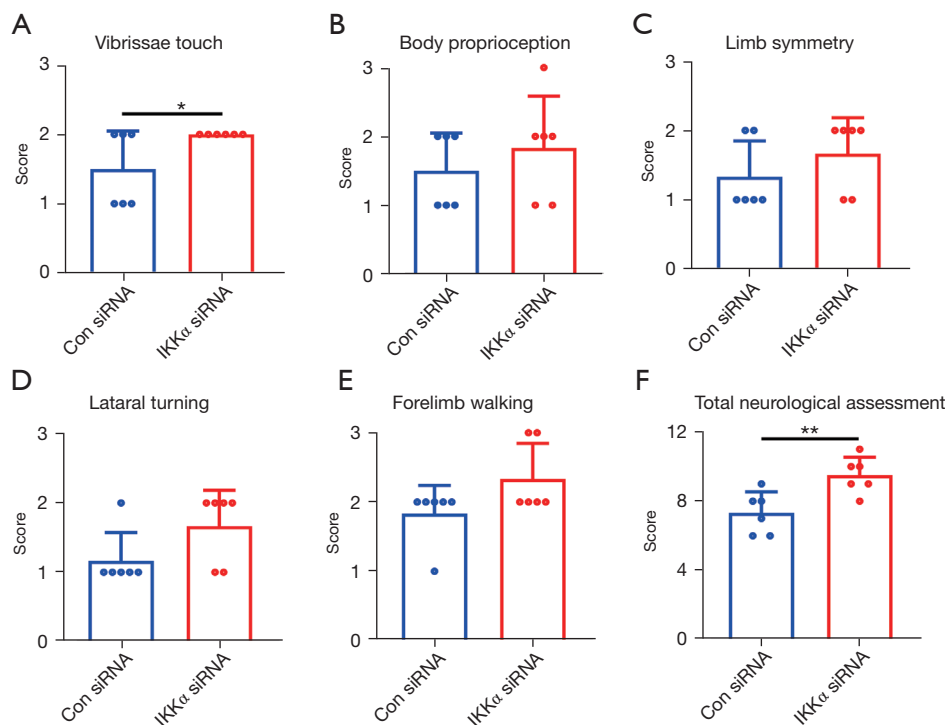 A
Vibrissae touch
3
2
1
0
Score
*
Con siRNA
IKKα siRNA
B
Body proprioception
3
2
1
0
Score
Con siRNA
IKKα siRNA
C
Limb symmetry
3
2
1
0
Score
Con siRNA
IKKα siRNA
D
Lataral turning
3
2
1
0
Score
Con siRNA
IKKα siRNA
E
Forelimb walking
3
2
1
0
Score
Con siRNA
IKKα siRNA
F
Total neurological assessment
12
8
4
0
Score
**
Con siRNA
IKKα siRNA